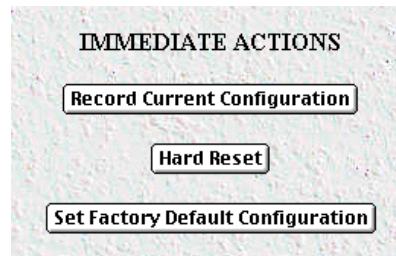 IMMEDIATE ACTIONS
Record Current Configuration
Hard Reset
Set Factory Default Configuration